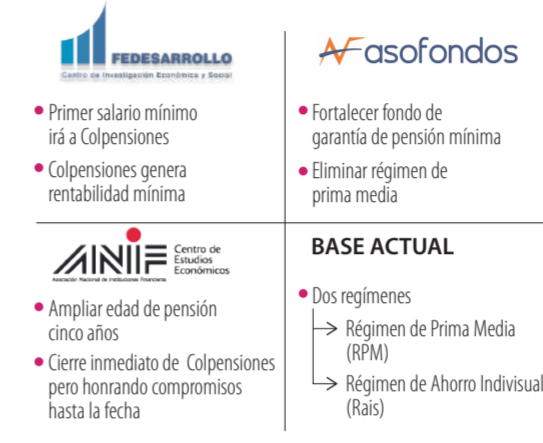 FEDESARROLLO
Centro de Investigación Económica y Social
Primer salario mínimo
irá a Colpensiones
Colpensiones genera
rentabilidad mínima
asofondos
Fortalecer fondo de
garantía de pensión mínima
Eliminar régimen de
prima media
ANIF
Centro de
Estudios
Económicos
Asociación Nacional de Instituciones Financieras
Ampliar edad de pensión
cinco años
Cierre inmediato de Colpensiones
pero honrando compromisos
hasta la fecha
BASE ACTUAL
Dos regímenes
Régimen de Prima Media
(RPM)
Régimen de Ahorro Indivisual
(Rais)